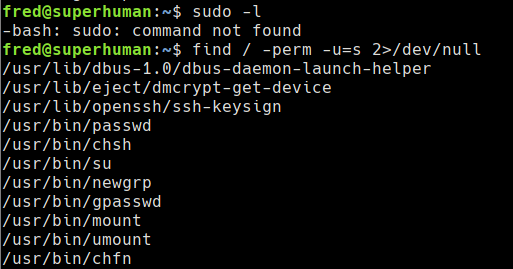 fred@superhuman:~$ sudo -l
-bash: sudo: command not found
fred@superhuman:~$ find / -perm -u=s 2>/dev/null
/usr/lib/dbus-1.0/dbus-daemon-launch-helper
/usr/lib/eject/dmcrypt-get-device
/usr/lib/openssh/ssh-keysign
/usr/bin/passwd
/usr/bin/chsh
/usr/bin/su
/usr/bin/newgrp
/usr/bin/gpasswd
/usr/bin/mount
/usr/bin/umount
/usr/bin/chfn